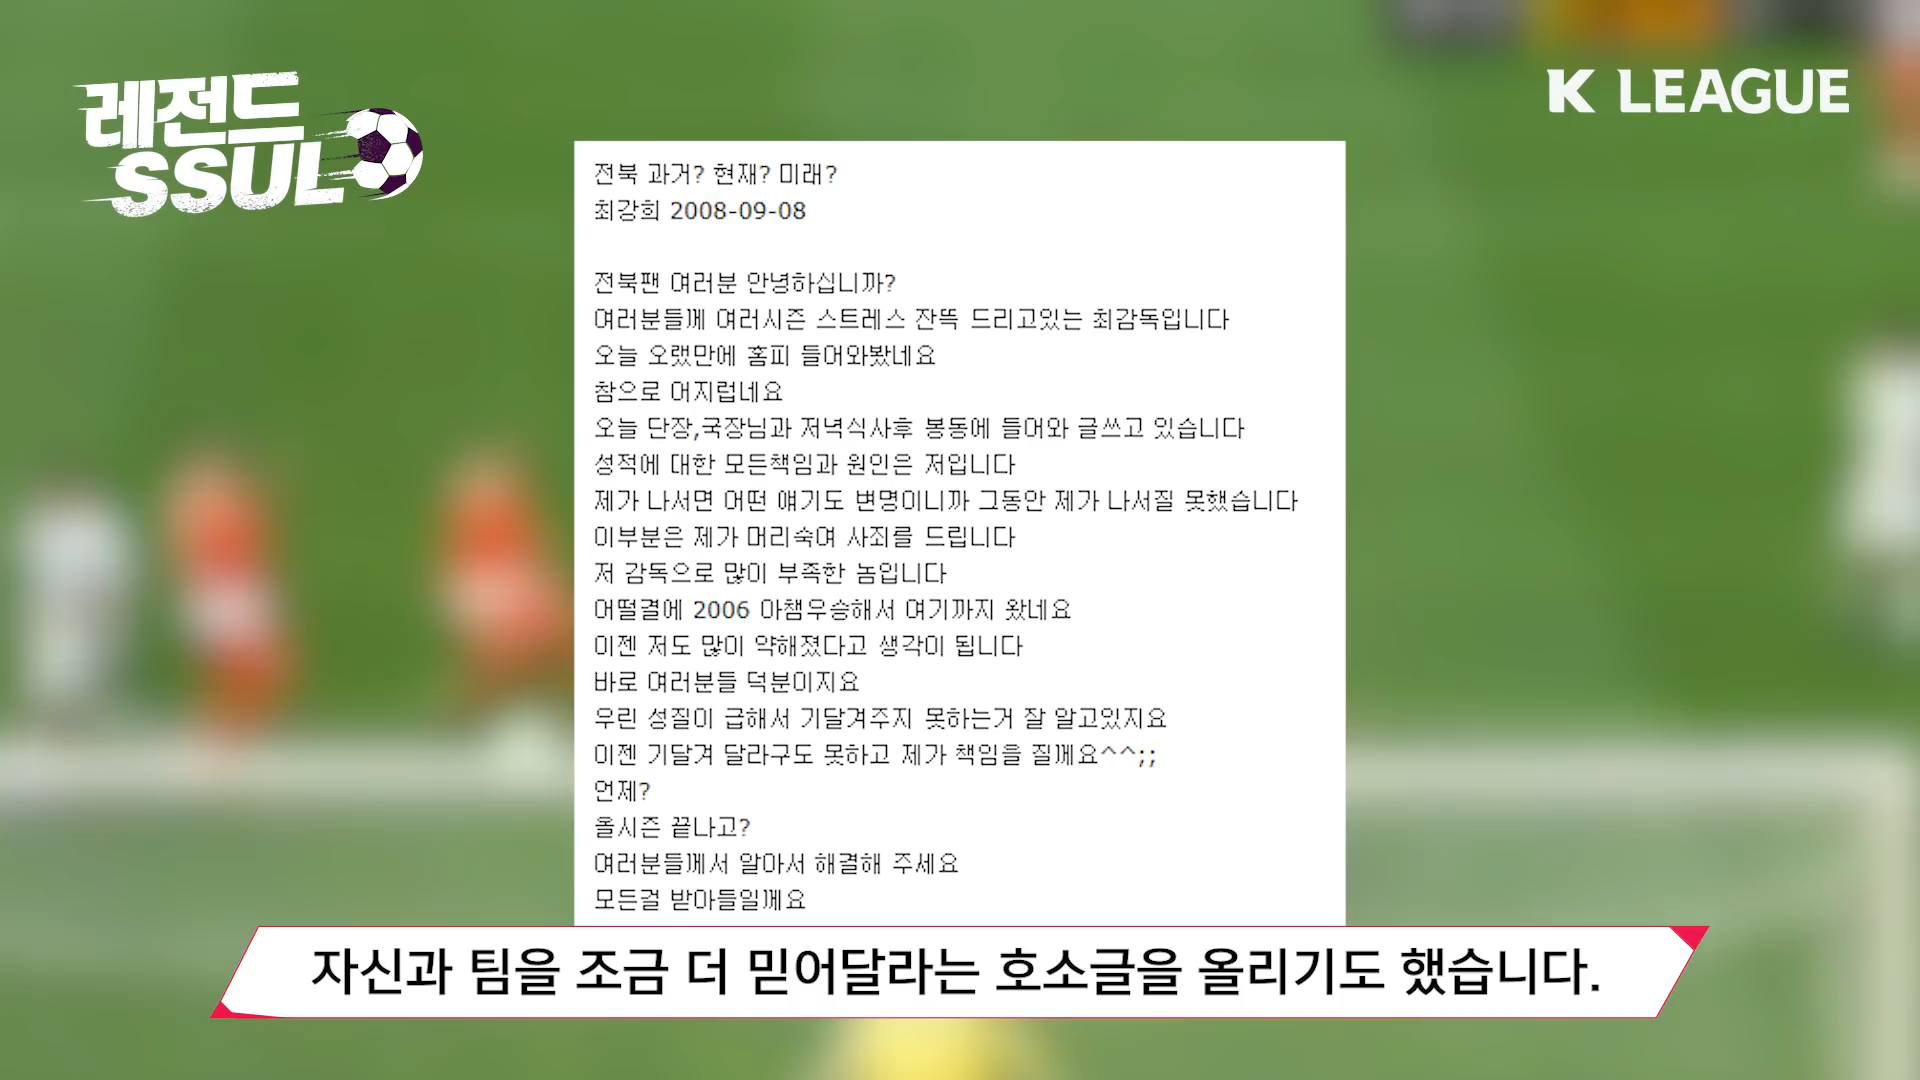 레전드
SSUL
K LEAGUE
전북 과거? 현재? 미래?
최강희 2008-09-08
전북팬 여러분 안녕하십니까?
여러분들께 여러시즌 스트레스 잔뜩 드리고있는 최감독입니다
오늘 오랬만에 홈피 들어와봤네요
참으로 어지럽네요
오늘 단장,국장님과 저녁식사후 봉동에 들어와 글쓰고 있습니다
성적에 대한 모든책임과 원인은 저입니다
제가 나서면 어떤 얘기도 변명이니까 그동안 제가 나서질 못했습니다
이부분은 제가 머리숙여 사죄를 드립니다
저 감독으로 많이 부족한 놈입니다
어떨결에 2006 아챔우승해서 여기까지 왔네요
이젠 저도 많이 약해졌다고 생각이 됩니다
바로 여러분들 덕분이지요
우린 성질이 급해서 기달겨주지 못하는거 잘 알고있지요
이젠 기달겨 달라구도 못하고 제가 책임을 질께요^^;;
언제?
올시즌 끝나고?
여러분들께서 알아서 해결해 주세요
모든걸 받아들일께요
자신과 팀을 조금 더 믿어달라는 호소글을 올리기도 했습니다.